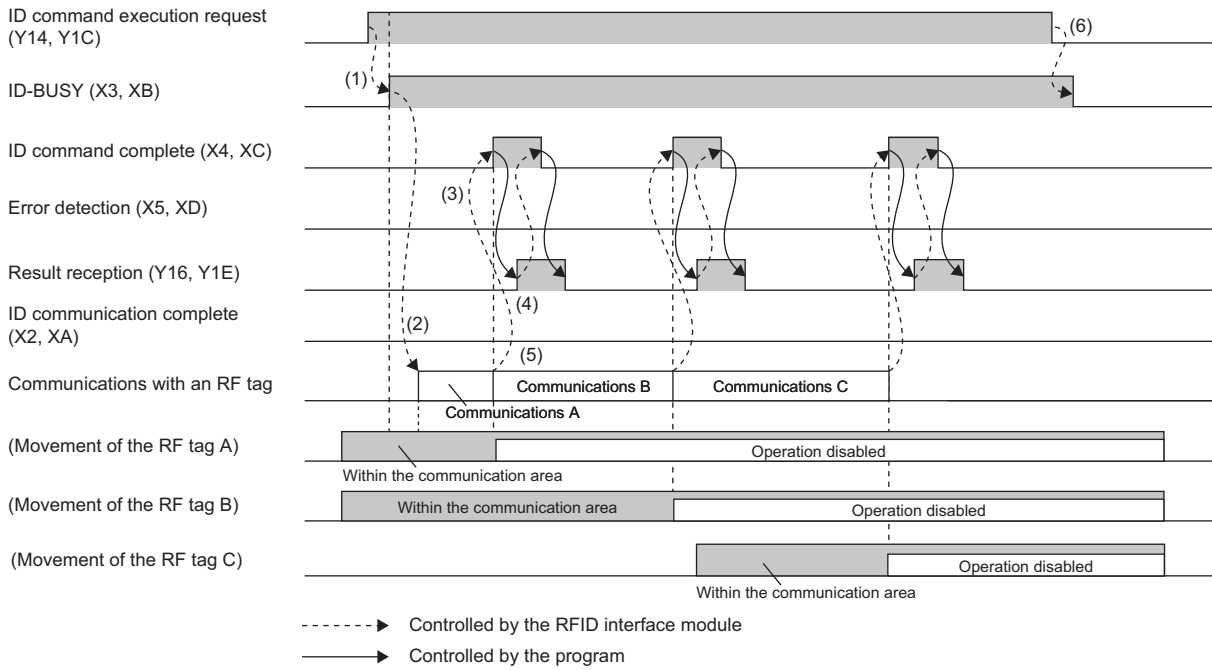 ID command execution request
(Y14, Y1C)
(6)
(1)
ID-BUSY (X3, XB)
ID command complete (X4, XC)
(3)
Error detection (X5, XD)
Result reception (Y16, Y1E)
(4)
ID communication complete
(X2, XA)
(2)
(5)
Communications with an RF tag
Communications B
Communications C
Communications A
(Movement of the RF tag A)
Operation disabled
Within the communication area
(Movement of the RF tag B)
Within the communication area
Operation disabled
(Movement of the RF tag C)
Operation disabled
Within the communication area
Controlled by the RFID interface module
Controlled by the program